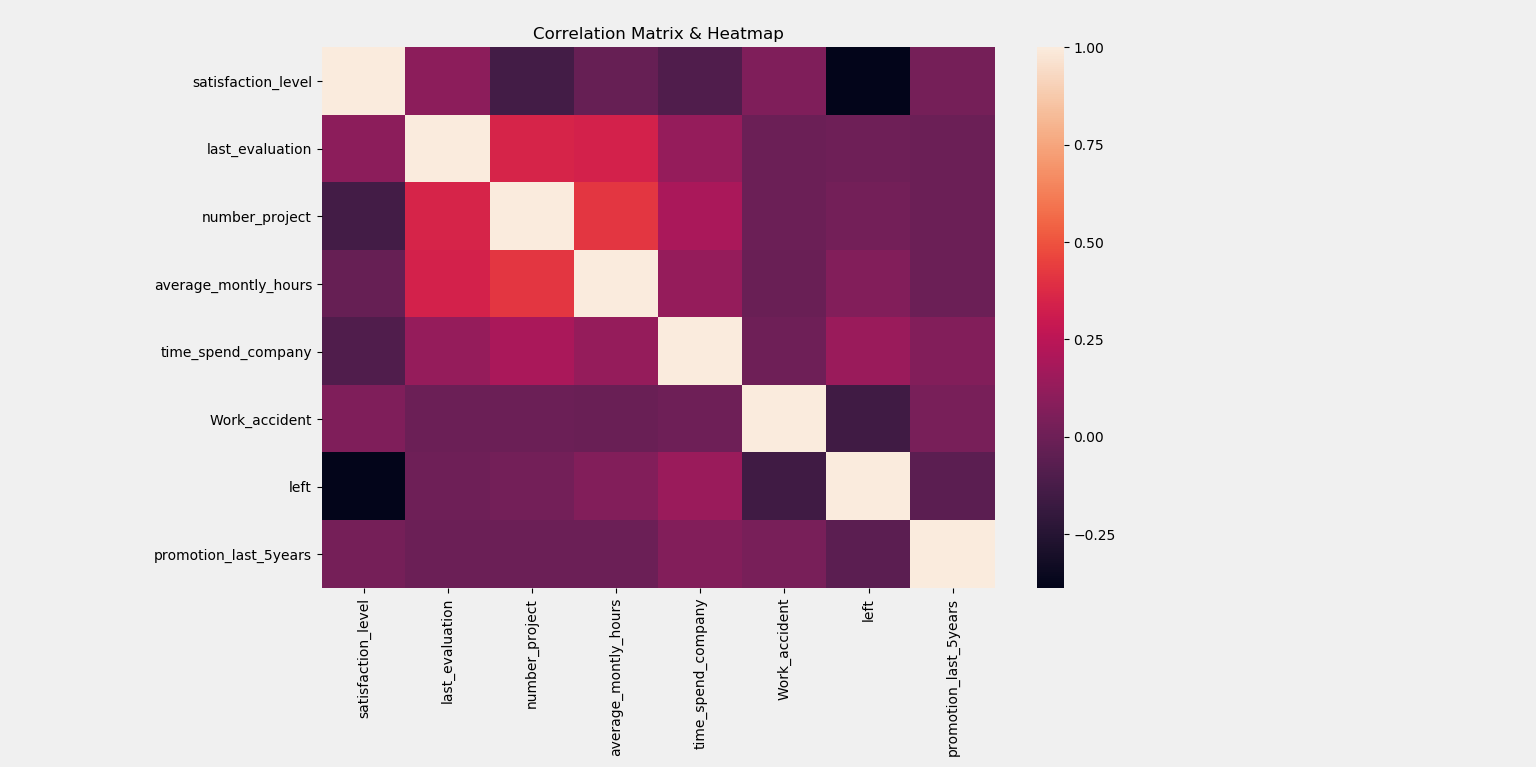 Correlation Matrix & Heatmap
satisfaction_level
last_evaluation
number_project
average_montly_hours
time_spend_company
Work_accident
left
promotion_last_5years
satisfaction_level
last_evaluation
number_project
average_montly_hours
time_spend_company
Work_accident
left
promotion_last_5years
1.00
0.75
0.50
0.25
0.00
−0.25